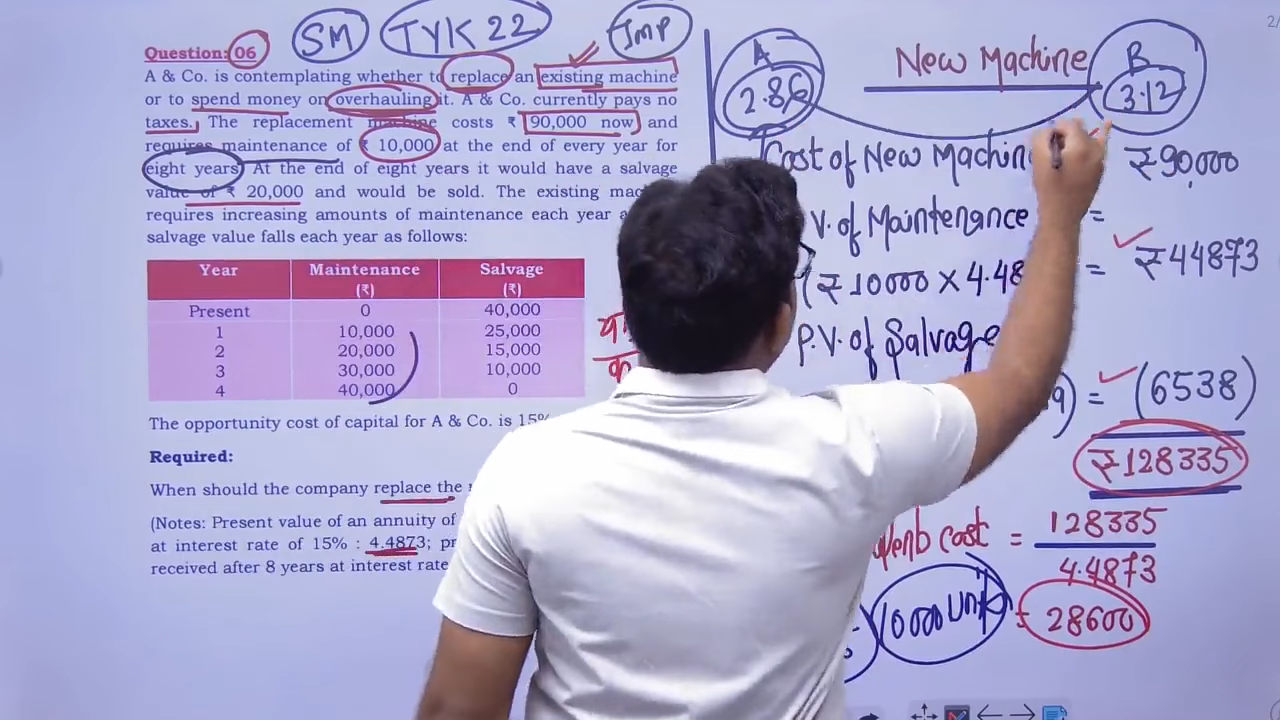 SM TYK 22 Imp
Question: 06
A & Co. is contemplating whether to replace an existing machine
or to spend money on overhauling it. A & Co. currently pays no
taxes. The replacement machine costs ₹ 90,000 now and
requires maintenance of ₹ 10,000 at the end of every year for
eight years. At the end of eight years it would have a salvage
value of ₹ 20,000 and would be sold. The existing
requires increasing amounts of maintenance each year
salvage value falls each year as follows:
Year Maintenance (₹) Salvage (₹)
Present 0 40,000
1 10,000 25,000
2 20,000 15,000
3 30,000 10,000
4 40,000 0
The opportunity cost of capital for A & Co. is 15%
Required:
When should the company replace the
(Notes: Present value of an annuity of
at interest rate of 15% : 4.4873;
received after 8 years at interest rate
A New Machine B
2.86 3.12
Cost of New Machine ₹90,000
V. of Maintenance =
(₹10000 × 4.48 = ₹44873
P.V. of Salvage
9) = (6538)
₹128335
cost = 128335
4.4873
10000 Units = 28600
2/